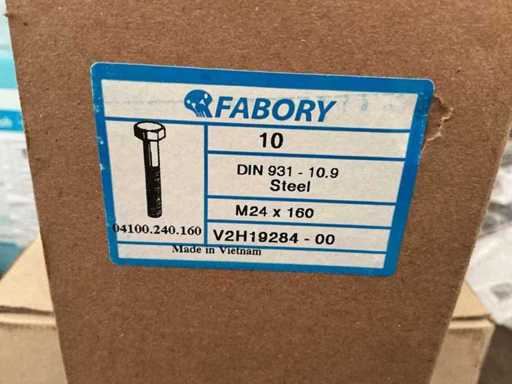 FABORY
10
DIN 931 - 10.9
Steel
M24 x 160
04100.240.160
V2H19284 - 00
Made in Vietnam